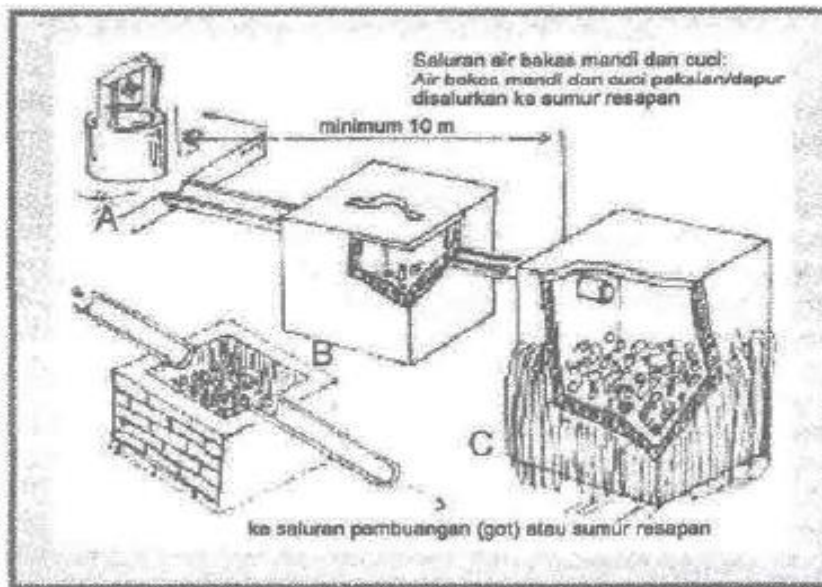 Saluran air bekas mandi dan cuci:
Air bekas mandi dan cuci pakaian/dapur
disalurkan ke sumur resapan
minimum 10 m
A
B
C
ke saluran pembuangan (got) atau sumur resapan